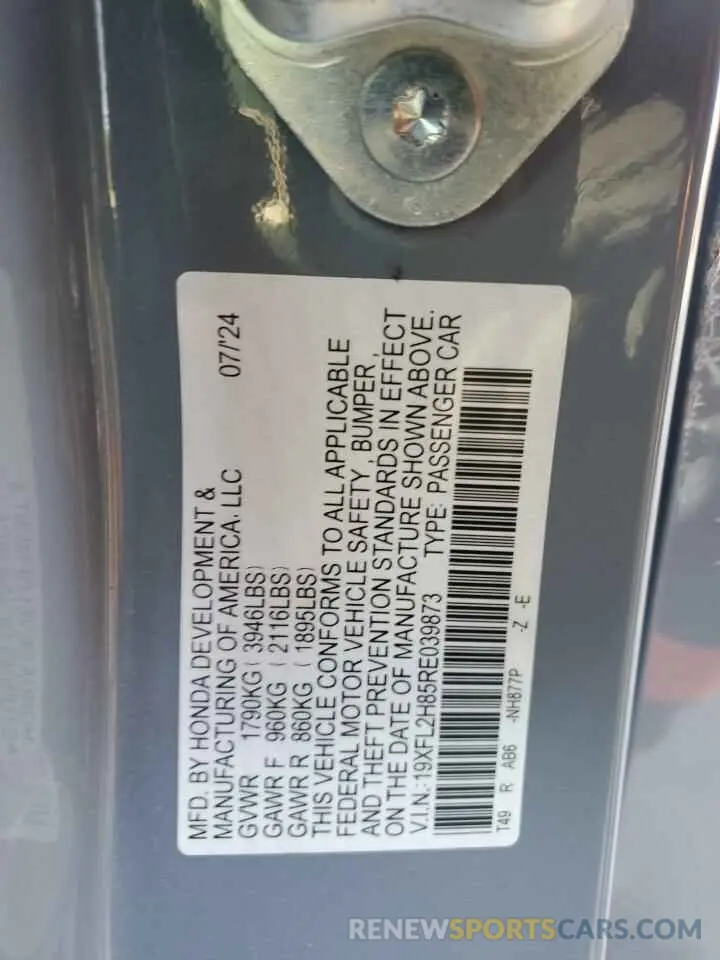 MFD. BY HONDA DEVELOPMENT &
MANUFACTURING OF AMERICA. LLC 07/'24
GVWR 1790KG (3946LBS)
GAWR F 960KG (2116LBS)
GAWR R 860KG (1895LBS)
THIS VEHICLE CONFORMS TO ALL APPLICABLE
FEDERAL MOTOR VEHICLE SAFETY, BUMPER,
AND THEFT PREVENTION STANDARDS IN EFFECT
ON THE DATE OF MANUFACTURE SHOWN ABOVE.
V.I.N.: 19XFL2H85RE039873 TYPE: PASSENGER CAR
T49 R AB6 -NH877P -Z -E
RENEWSPORTSCARS.COM